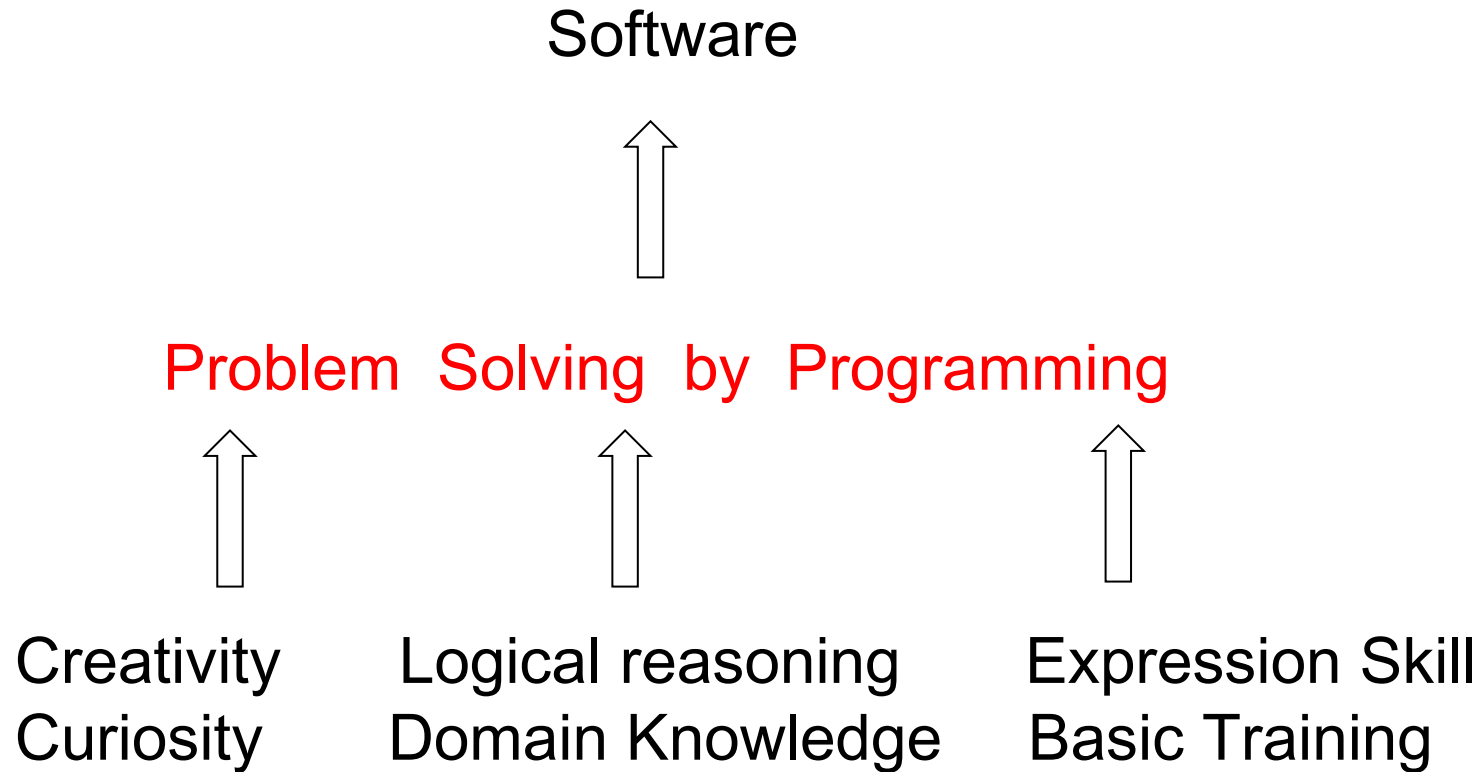 Software
Problem Solving by Programming
Creativity Logical reasoning Expression Skill
Curiosity Domain Knowledge Basic Training